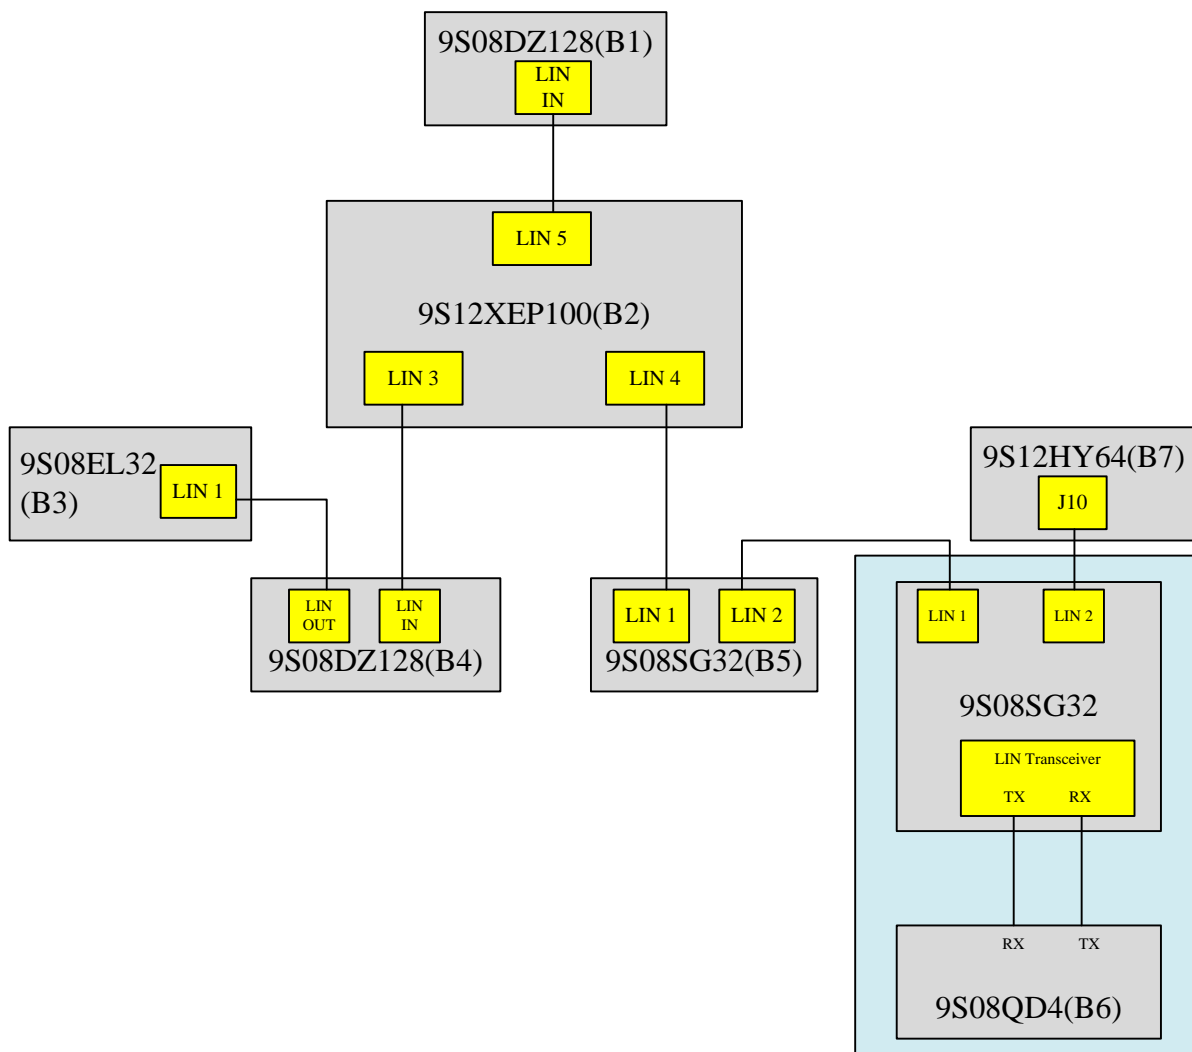 9S08DZ128(B1)
LIN
IN
LIN 5
9S12XEP100(B2)
LIN 3
LIN 4
9S08EL32
(B3)
LIN 1
9S12HY64(B7)
J10
LIN
OUT
LIN
IN
9S08DZ128(B4)
LIN 1
LIN 2
9S08SG32(B5)
LIN 1
LIN 2
9S08SG32
LIN Transceiver
TX
RX
RX
TX
9S08QD4(B6)